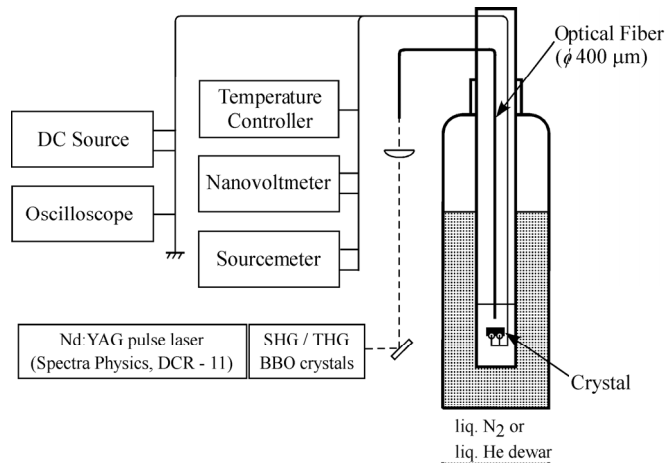 Optical Fiber
(ϕ 400 μm)
Temperature
Controller
DC Source
Nanovoltmeter
Oscilloscope
Sourcemeter
Nd:YAG pulse laser
(Spectra Physics, DCR - 11)
SHG / THG
BBO crystals
Crystal
liq. N2 or
liq. He dewar